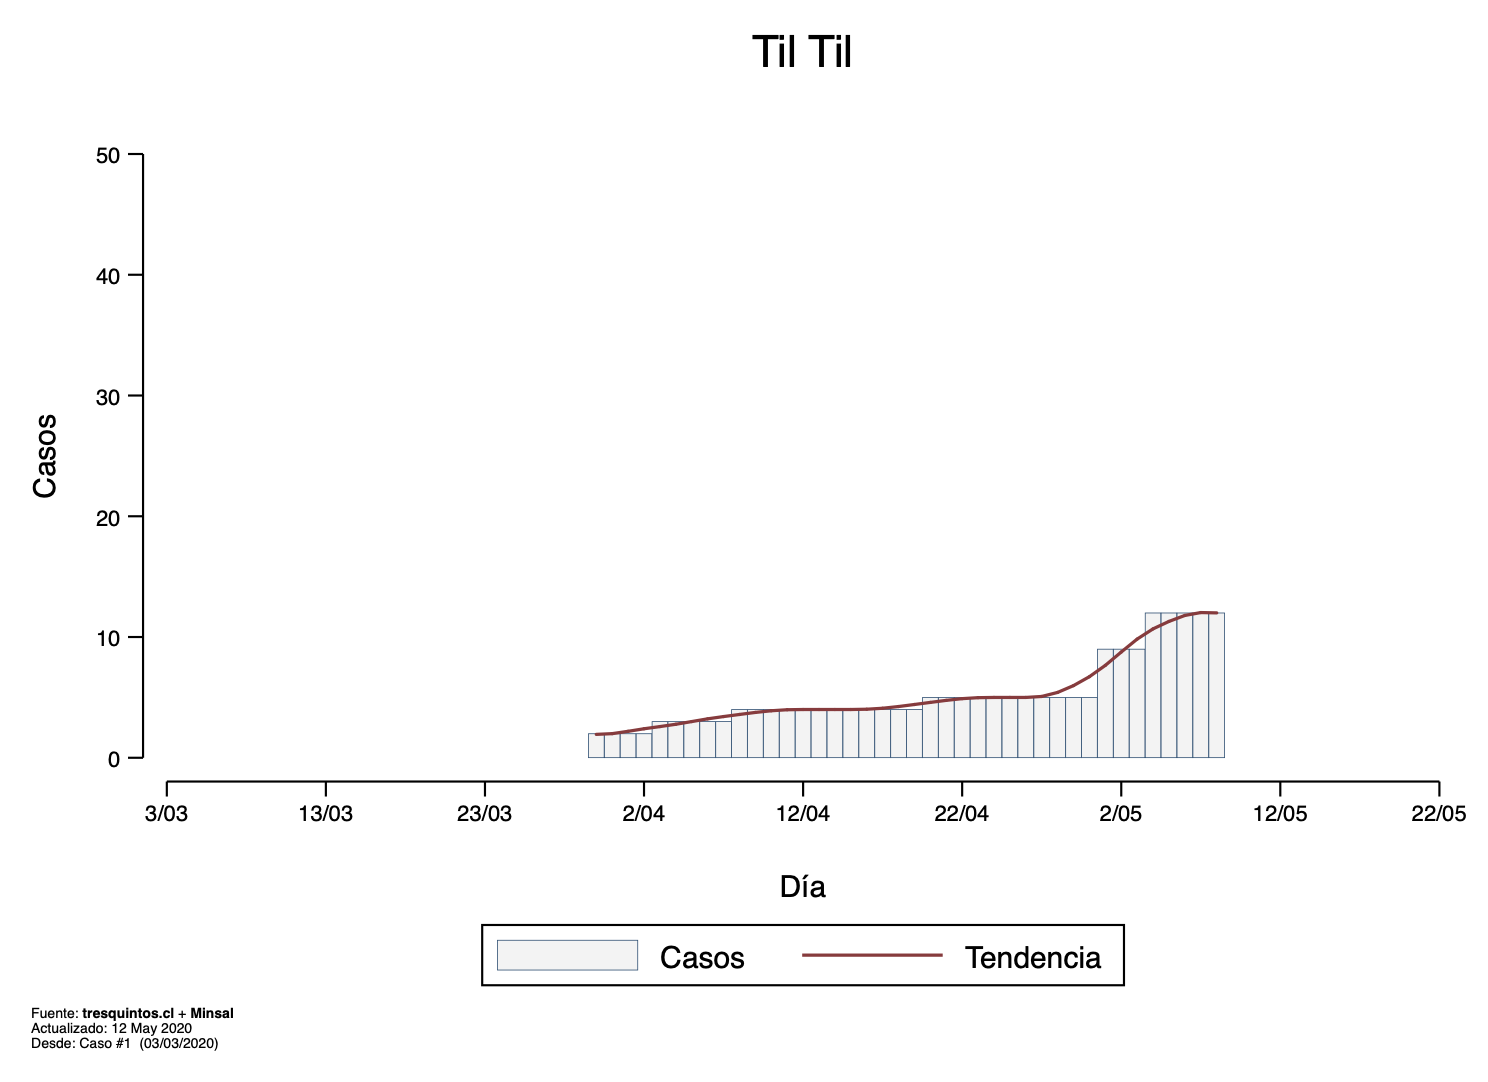 Til Til
50
40
30
20
10
0
Casos
3/03 13/03 23/03 2/04 12/04 22/04 2/05 12/05 22/05
Día
Casos Tendencia
Fuente: tresquintos.cl + Minsal
Actualizado: 12 May 2020
Desde: Caso #1 (03/03/2020)